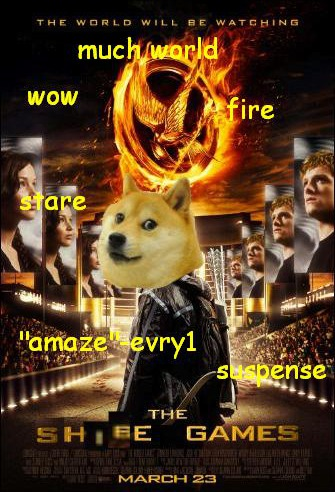 THE WORLD WILL BE WATCHING
much world
wow
fire
stare
"amaze"-evry1
suspense
THE
SHIBE GAMES
MARCH 23